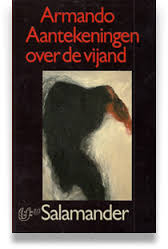 Armando
Aantekeningen
over de vijand
Salamander